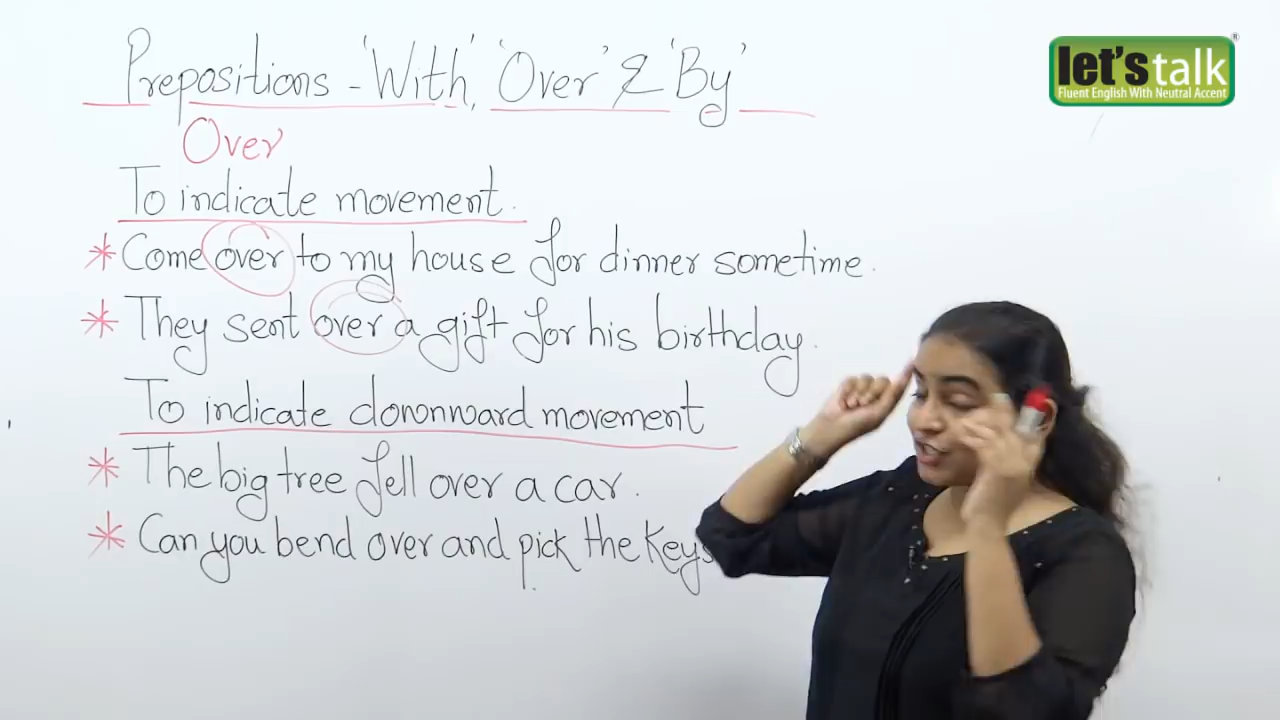 Prepositions - 'With', 'Over' & 'By'
Over
To indicate movement.
* Come over to my house for dinner sometime.
* They sent over a gift for his birthday.
To indicate downward movement
* The big tree fell over a car.
* Can you bend over and pick the keys
let's talk ®
Fluent English With Neutral Accent